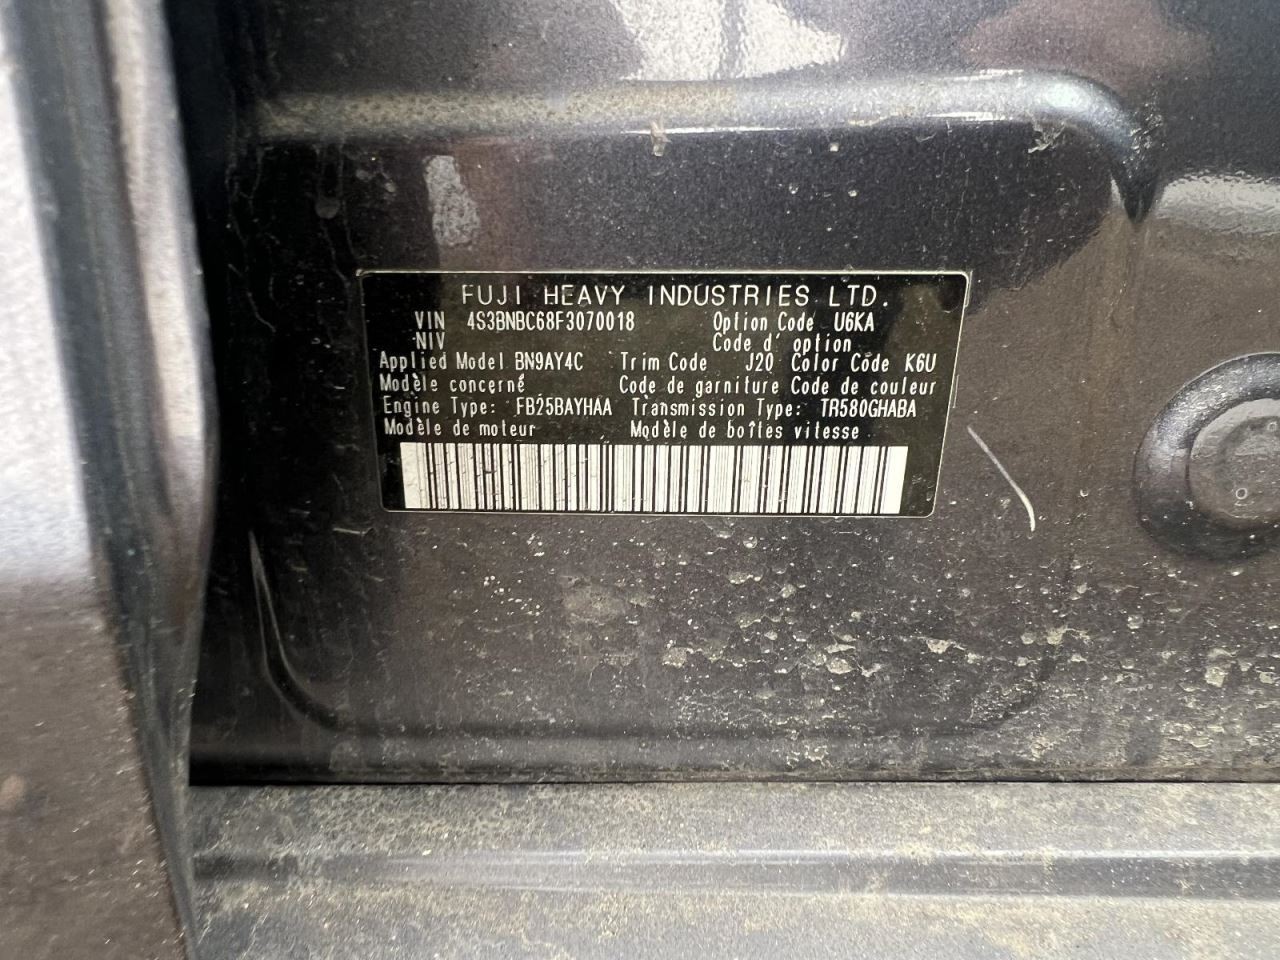 FUJI HEAVY INDUSTRIES LTD.
VIN 4S3BNBC68F3070018 Option Code U6KA
NIV Code d'option
Applied Model BN9AY4C Trim Code J20 Color Code K6U
Modèle concerné Code de garniture Code de couleur
Engine Type: FB25BAYHAA Transmission Type: TR580GHABA
Modèle de moteur Modèle de boîtes vitesse